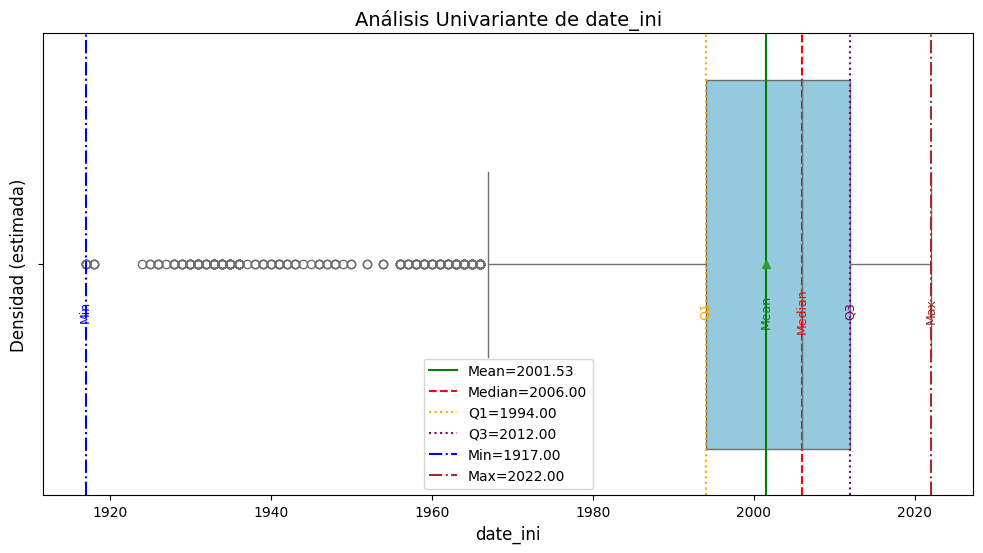 Análisis Univariante de date_ini
Densidad (estimada)
Min
Q1
Mean
Median
Q3
Max
Mean=2001.53
Median=2006.00
Q1=1994.00
Q3=2012.00
Min=1917.00
Max=2022.00
1920
1940
1960
1980
2000
2020
date_ini